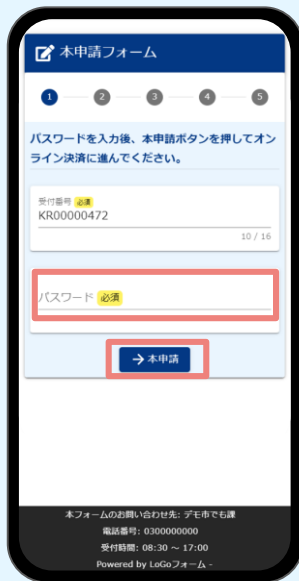 本申請フォーム
1 2 3 4 5
パスワードを入力後、本申請ボタンを押してオン
ライン決済に進んでください。
受付番号 必須
KR00000472
10 / 16
パスワード 必須
→ 本申請
本フォームのお問い合わせ先: デモ市でも課
電話番号: 0300000000
受付時間: 08:30 ～ 17:00
Powered by LoGoフォーム -